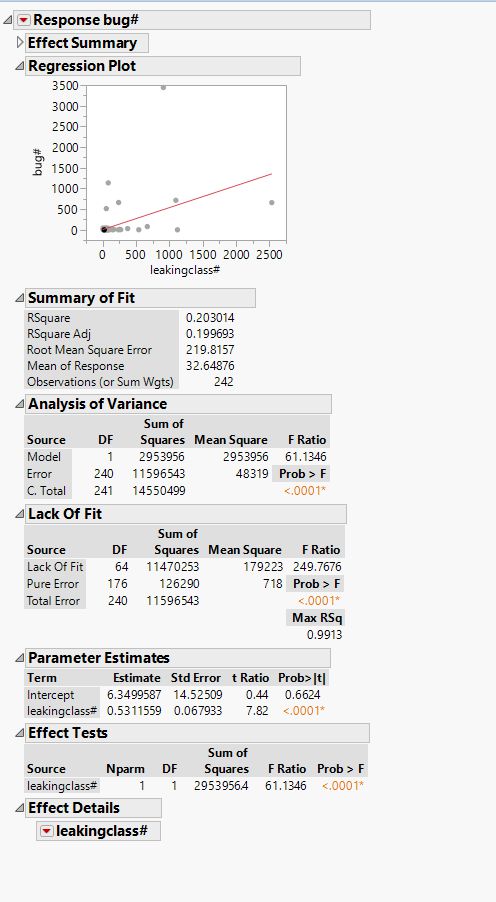 Response bug#
Effect Summary
Regression Plot
3500
3000
2500
2000
1500
1000
500
0
bug#
0 500 1000 1500 2000 2500
leakingclass#
Summary of Fit
RSquare 0.203014
RSquare Adj 0.199693
Root Mean Square Error 219.8157
Mean of Response 32.64876
Observations (or Sum Wgts) 242
Analysis of Variance
Sum of
Source DF Squares Mean Square F Ratio
Model 1 2953956 2953956 61.1346
Error 240 11596543 48319 Prob > F
C. Total 241 14550499 <.0001*
Lack Of Fit
Sum of
Source DF Squares Mean Square F Ratio
Lack Of Fit 64 11470253 179223 249.7676
Pure Error 176 126290 718 Prob > F
Total Error 240 11596543 <.0001*
Max RSq
0.9913
Parameter Estimates
Term Estimate Std Error t Ratio Prob>|t|
Intercept 6.3499587 14.52509 0.44 0.6624
leakingclass# 0.5311559 0.067933 7.82 <.0001*
Effect Tests
Sum of
Source Nparm DF Squares F Ratio Prob > F
leakingclass# 1 1 2953956.4 61.1346 <.0001*
Effect Details
leakingclass#